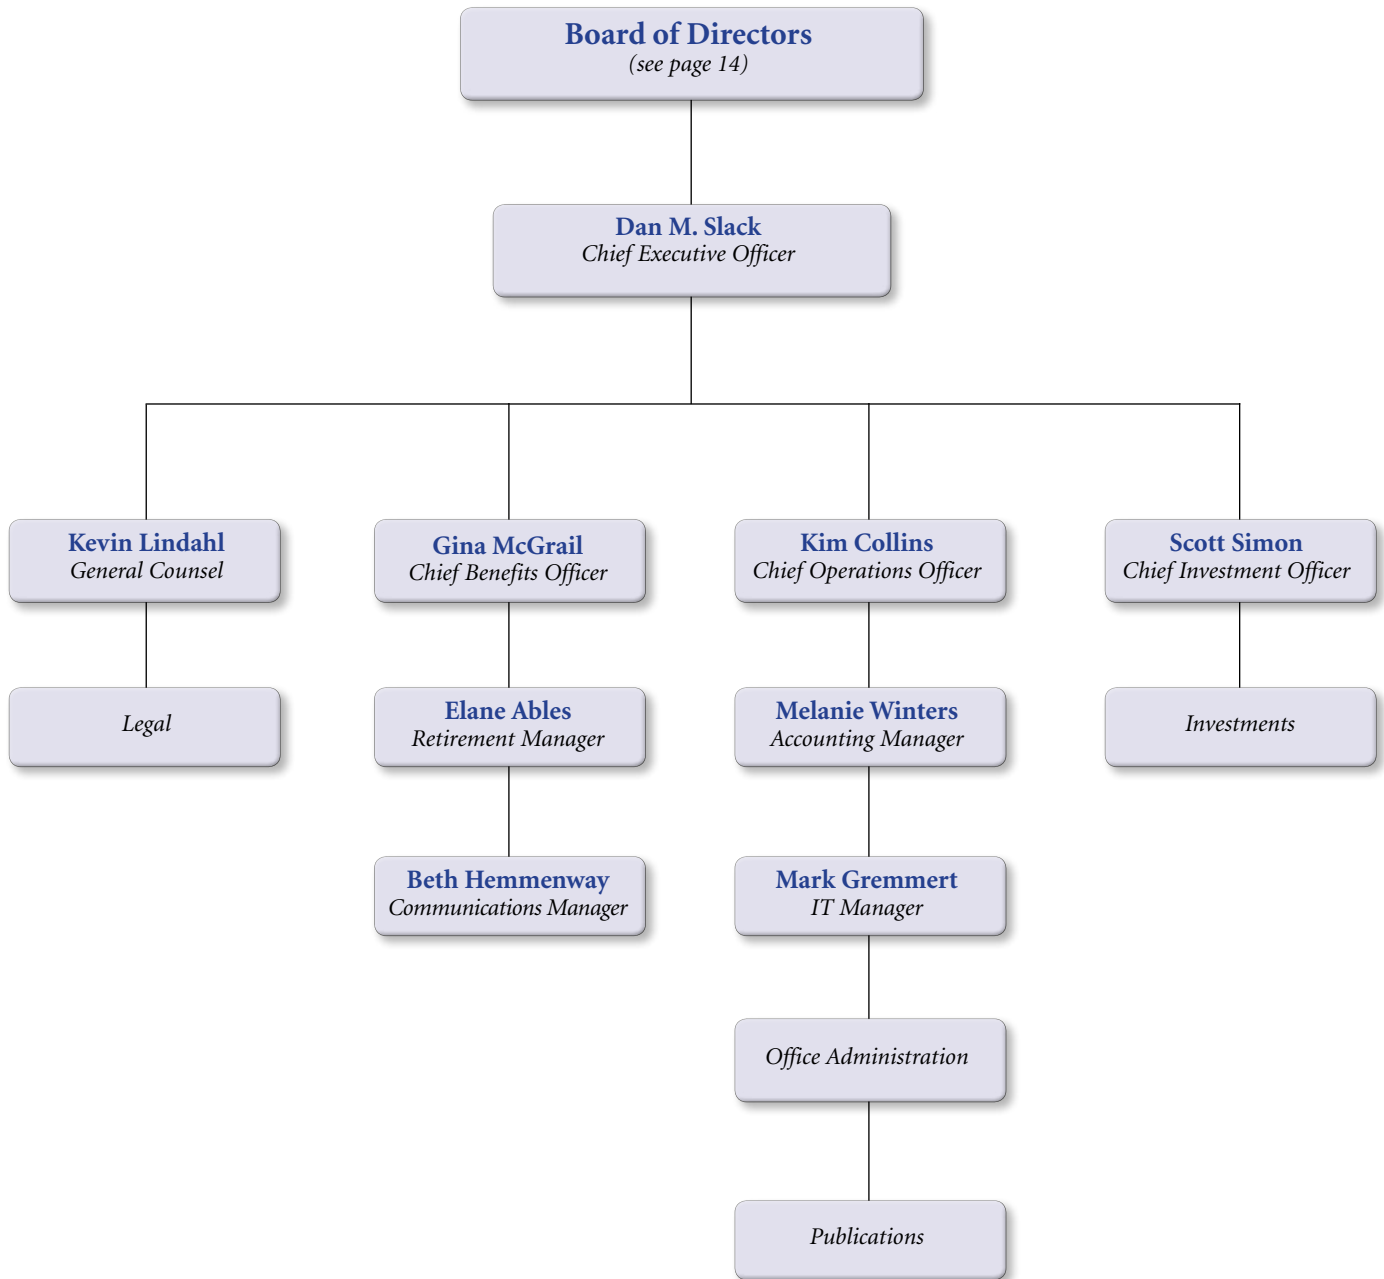 Board of Directors
(see page 14)
Dan M. Slack
Chief Executive Officer
Kevin Lindahl
General Counsel
Gina McGrail
Chief Benefits Officer
Kim Collins
Chief Operations Officer
Scott Simon
Chief Investment Officer
Legal
Elane Ables
Retirement Manager
Melanie Winters
Accounting Manager
Investments
Beth Hemmenway
Communications Manager
Mark Gremmert
IT Manager
Office Administration
Publications